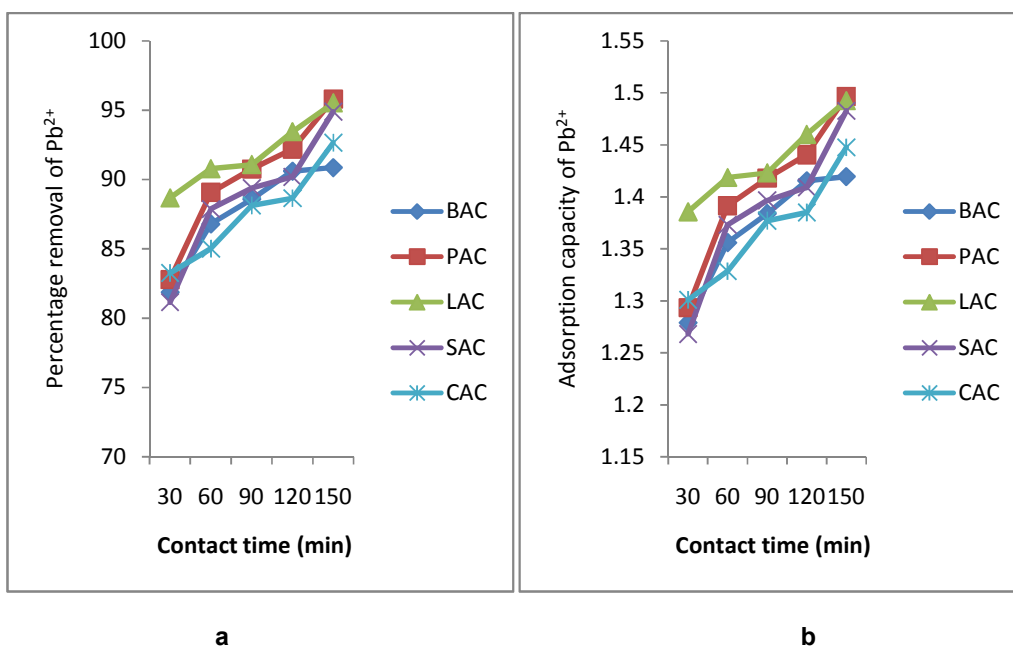 Percentage removal of Pb²⁺
100
95
90
85
80
75
70
30 60 90 120 150
Contact time (min)
BAC
PAC
LAC
SAC
CAC
a
Adsorption capacity of Pb²⁺
1.55
1.5
1.45
1.4
1.35
1.3
1.25
1.2
1.15
30 60 90 120 150
Contact time (min)
BAC
PAC
LAC
SAC
CAC
b